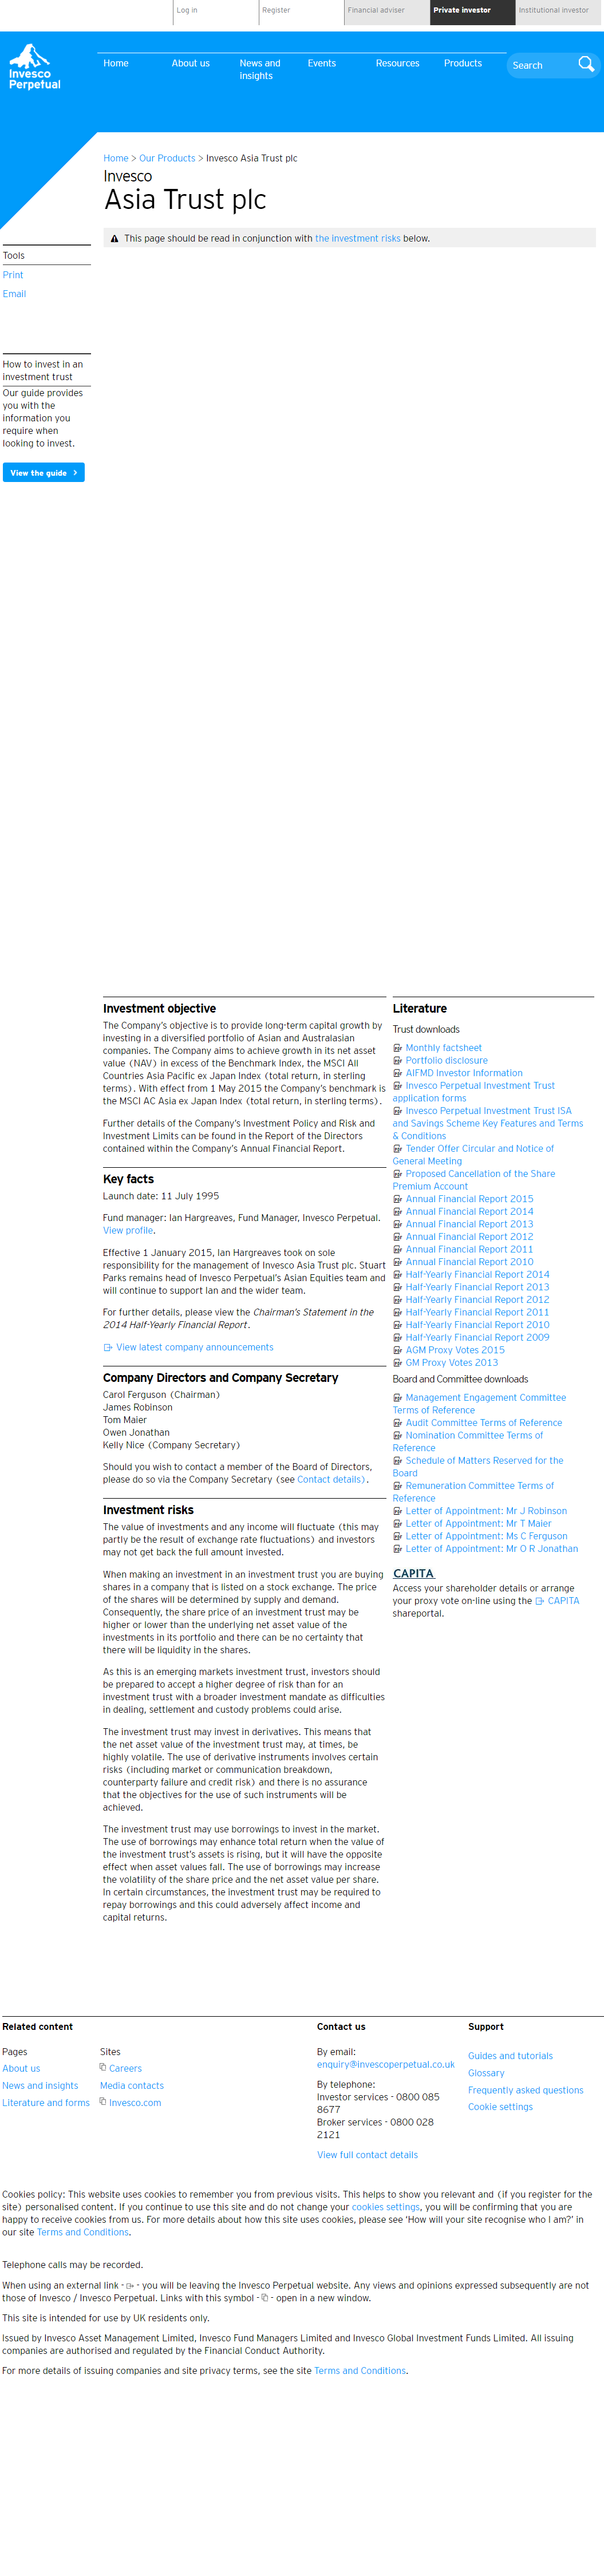 Log in
Register
Financial adviser
Private investor
Institutional investor
Invesco
Perpetual
Home
About us
News and
insights
Events
Resources
Products
Search
Home > Our Products > Invesco Asia Trust plc
Invesco
Asia Trust plc
This page should be read in conjunction with the investment risks below.
Tools
Print
Email
How to invest in an
investment trust
Our guide provides
you with the
information you
require when
looking to invest.
View the guide
Investment objective
The Company's objective is to provide long-term capital growth by
investing in a diversified portfolio of Asian and Australasian
companies. The Company aims to achieve growth in its net asset
value (NAV) in excess of the Benchmark Index, the MSCI All
Countries Asia Pacific ex Japan Index (total return, in sterling
terms). With effect from 1 May 2015 the Company's benchmark is
the MSCI AC Asia ex Japan Index (total return, in sterling terms).
Further details of the Company's Investment Policy and Risk and
Investment Limits can be found in the Report of the Directors
contained within the Company's Annual Financial Report.
Key facts
Launch date: 11 July 1995
Fund manager: Ian Hargreaves, Fund Manager, Invesco Perpetual.
View profile.
Effective 1 January 2015, Ian Hargreaves took on sole
responsibility for the management of Invesco Asia Trust plc. Stuart
Parks remains head of Invesco Perpetual's Asian Equities team and
will continue to support Ian and the wider team.
For further details, please view the Chairman's Statement in the
2014 Half-Yearly Financial Report.
View latest company announcements
Company Directors and Company Secretary
Carol Ferguson (Chairman)
James Robinson
Tom Maier
Owen Jonathan
Kelly Nice (Company Secretary)
Should you wish to contact a member of the Board of Directors,
please do so via the Company Secretary (see Contact details).
Investment risks
The value of investments and any income will fluctuate (this may
partly be the result of exchange rate fluctuations) and investors
may not get back the full amount invested.
When making an investment in an investment trust you are buying
shares in a company that is listed on a stock exchange. The price
of the shares will be determined by supply and demand.
Consequently, the share price of an investment trust may be
higher or lower than the underlying net asset value of the
investments in its portfolio and there can be no certainty that
there will be liquidity in the shares.
As this is an emerging markets investment trust, investors should
be prepared to accept a higher degree of risk than for an
investment trust with a broader investment mandate as difficulties
in dealing, settlement and custody problems could arise.
The investment trust may invest in derivatives. This means that
the net asset value of the investment trust may, at times, be
highly volatile. The use of derivative instruments involves certain
risks (including market or communication breakdown,
counterparty failure and credit risk) and there is no assurance
that the objectives for the use of such instruments will be
achieved.
The investment trust may use borrowings to invest in the market.
The use of borrowings may enhance total return when the value of
the investment trust's assets is rising, but it will have the opposite
effect when asset values fall. The use of borrowings may increase
the volatility of the share price and the net asset value per share.
In certain circumstances, the investment trust may be required to
repay borrowings and this could adversely affect income and
capital returns.
Literature
Trust downloads
Monthly factsheet
Portfolio disclosure
AIFMD Investor Information
Invesco Perpetual Investment Trust
application forms
Invesco Perpetual Investment Trust ISA
and Savings Scheme Key Features and Terms
& Conditions
Tender Offer Circular and Notice of
General Meeting
Proposed Cancellation of the Share
Premium Account
Annual Financial Report 2015
Annual Financial Report 2014
Annual Financial Report 2013
Annual Financial Report 2012
Annual Financial Report 2011
Annual Financial Report 2010
Half-Yearly Financial Report 2014
Half-Yearly Financial Report 2013
Half-Yearly Financial Report 2012
Half-Yearly Financial Report 2011
Half-Yearly Financial Report 2010
Half-Yearly Financial Report 2009
AGM Proxy Votes 2015
GM Proxy Votes 2013
Board and Committee downloads
Management Engagement Committee
Terms of Reference
Audit Committee Terms of Reference
Nomination Committee Terms of
Reference
Schedule of Matters Reserved for the
Board
Remuneration Committee Terms of
Reference
Letter of Appointment: Mr J Robinson
Letter of Appointment: Mr T Maier
Letter of Appointment: Ms C Ferguson
Letter of Appointment: Mr O R Jonathan
CAPITA
Access your shareholder details or arrange
your proxy vote on-line using the CAPITA
shareportal.
Related content
Pages
About us
News and insights
Literature and forms
Sites
Careers
Media contacts
Invesco.com
Contact us
By email:
enquiry@invescoperpetual.co.uk
By telephone:
Investor services - 0800 085
8677
Broker services - 0800 028
2121
View full contact details
Support
Guides and tutorials
Glossary
Frequently asked questions
Cookie settings
Cookies policy: This website uses cookies to remember you from previous visits. This helps to show you relevant and (if you register for the
site) personalised content. If you continue to use this site and do not change your cookies settings, you will be confirming that you are
happy to receive cookies from us. For more details about how this site uses cookies, please see 'How will your site recognise who I am?' in
our site Terms and Conditions.
Telephone calls may be recorded.
When using an external link - - you will be leaving the Invesco Perpetual website. Any views and opinions expressed subsequently are not
those of Invesco / Invesco Perpetual. Links with this symbol - - open in a new window.
This site is intended for use by UK residents only.
Issued by Invesco Asset Management Limited, Invesco Fund Managers Limited and Invesco Global Investment Funds Limited. All issuing
companies are authorised and regulated by the Financial Conduct Authority.
For more details of issuing companies and site privacy terms, see the site Terms and Conditions.